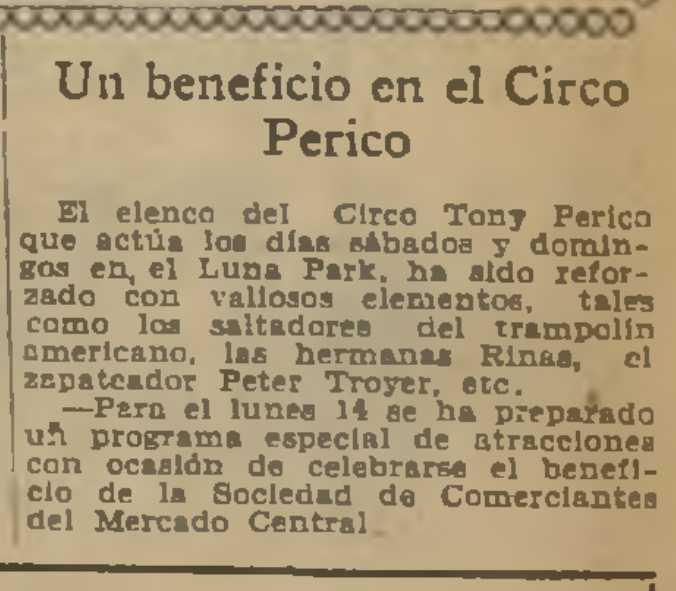 Un beneficio en el Circo
Perico
El elenco del Circo Tony Perico
que actúa los días sábados y domin-
gos en el Luna Park, ha sido refor-
zado con valiosos elementos, tales
como los saltadores del trampolín
americano, las hermanas Rinas, el
zapateador Peter Troyer, etc.
—Para el lunes 14 se ha preparado
un programa especial de atracciones
con ocasión de celebrarse el benefi-
cio de la Sociedad de Comerciantes
del Mercado Central